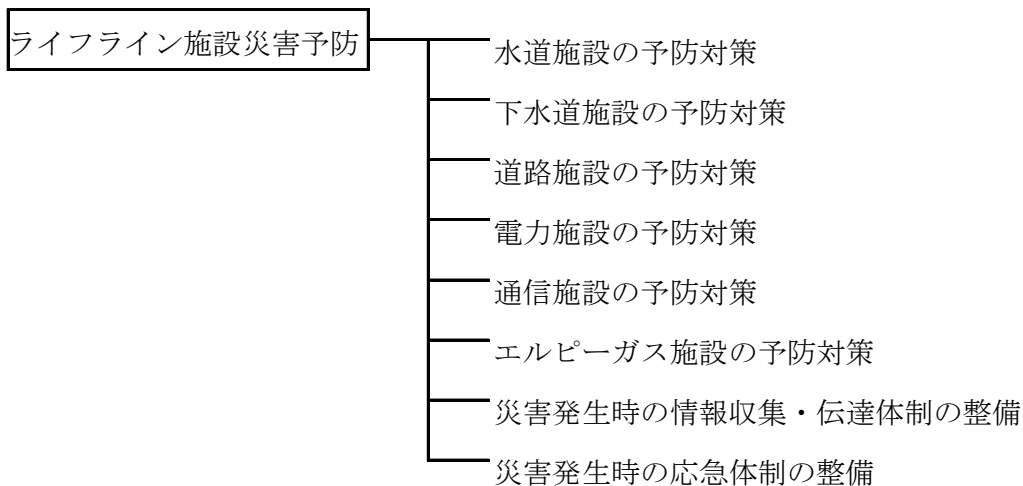 ライフライン施設災害予防
水道施設の予防対策
下水道施設の予防対策
道路施設の予防対策
電力施設の予防対策
通信施設の予防対策
エルピーガス施設の予防対策
災害発生時の情報収集・伝達体制の整備
災害発生時の応急体制の整備